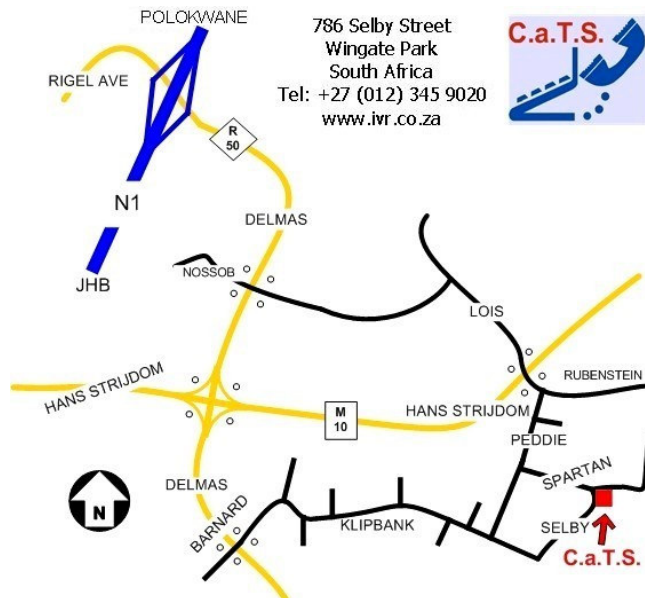 POLOKWANE
786 Selby Street
Wingate Park
South Africa
Tel: +27 (012) 345 9020
www.ivr.co.za
C.a.T.S.
RIGEL AVE
R
50
N1
DELMAS
JHB
NOSSOB
LOIS
HANS STRIJDOM
RUBENSTEIN
M
10
HANS STRIJDOM
PEDDIE
SPARTAN
DELMAS
N
BARNARD
KLIPBANK
SELBY
C.a.T.S.